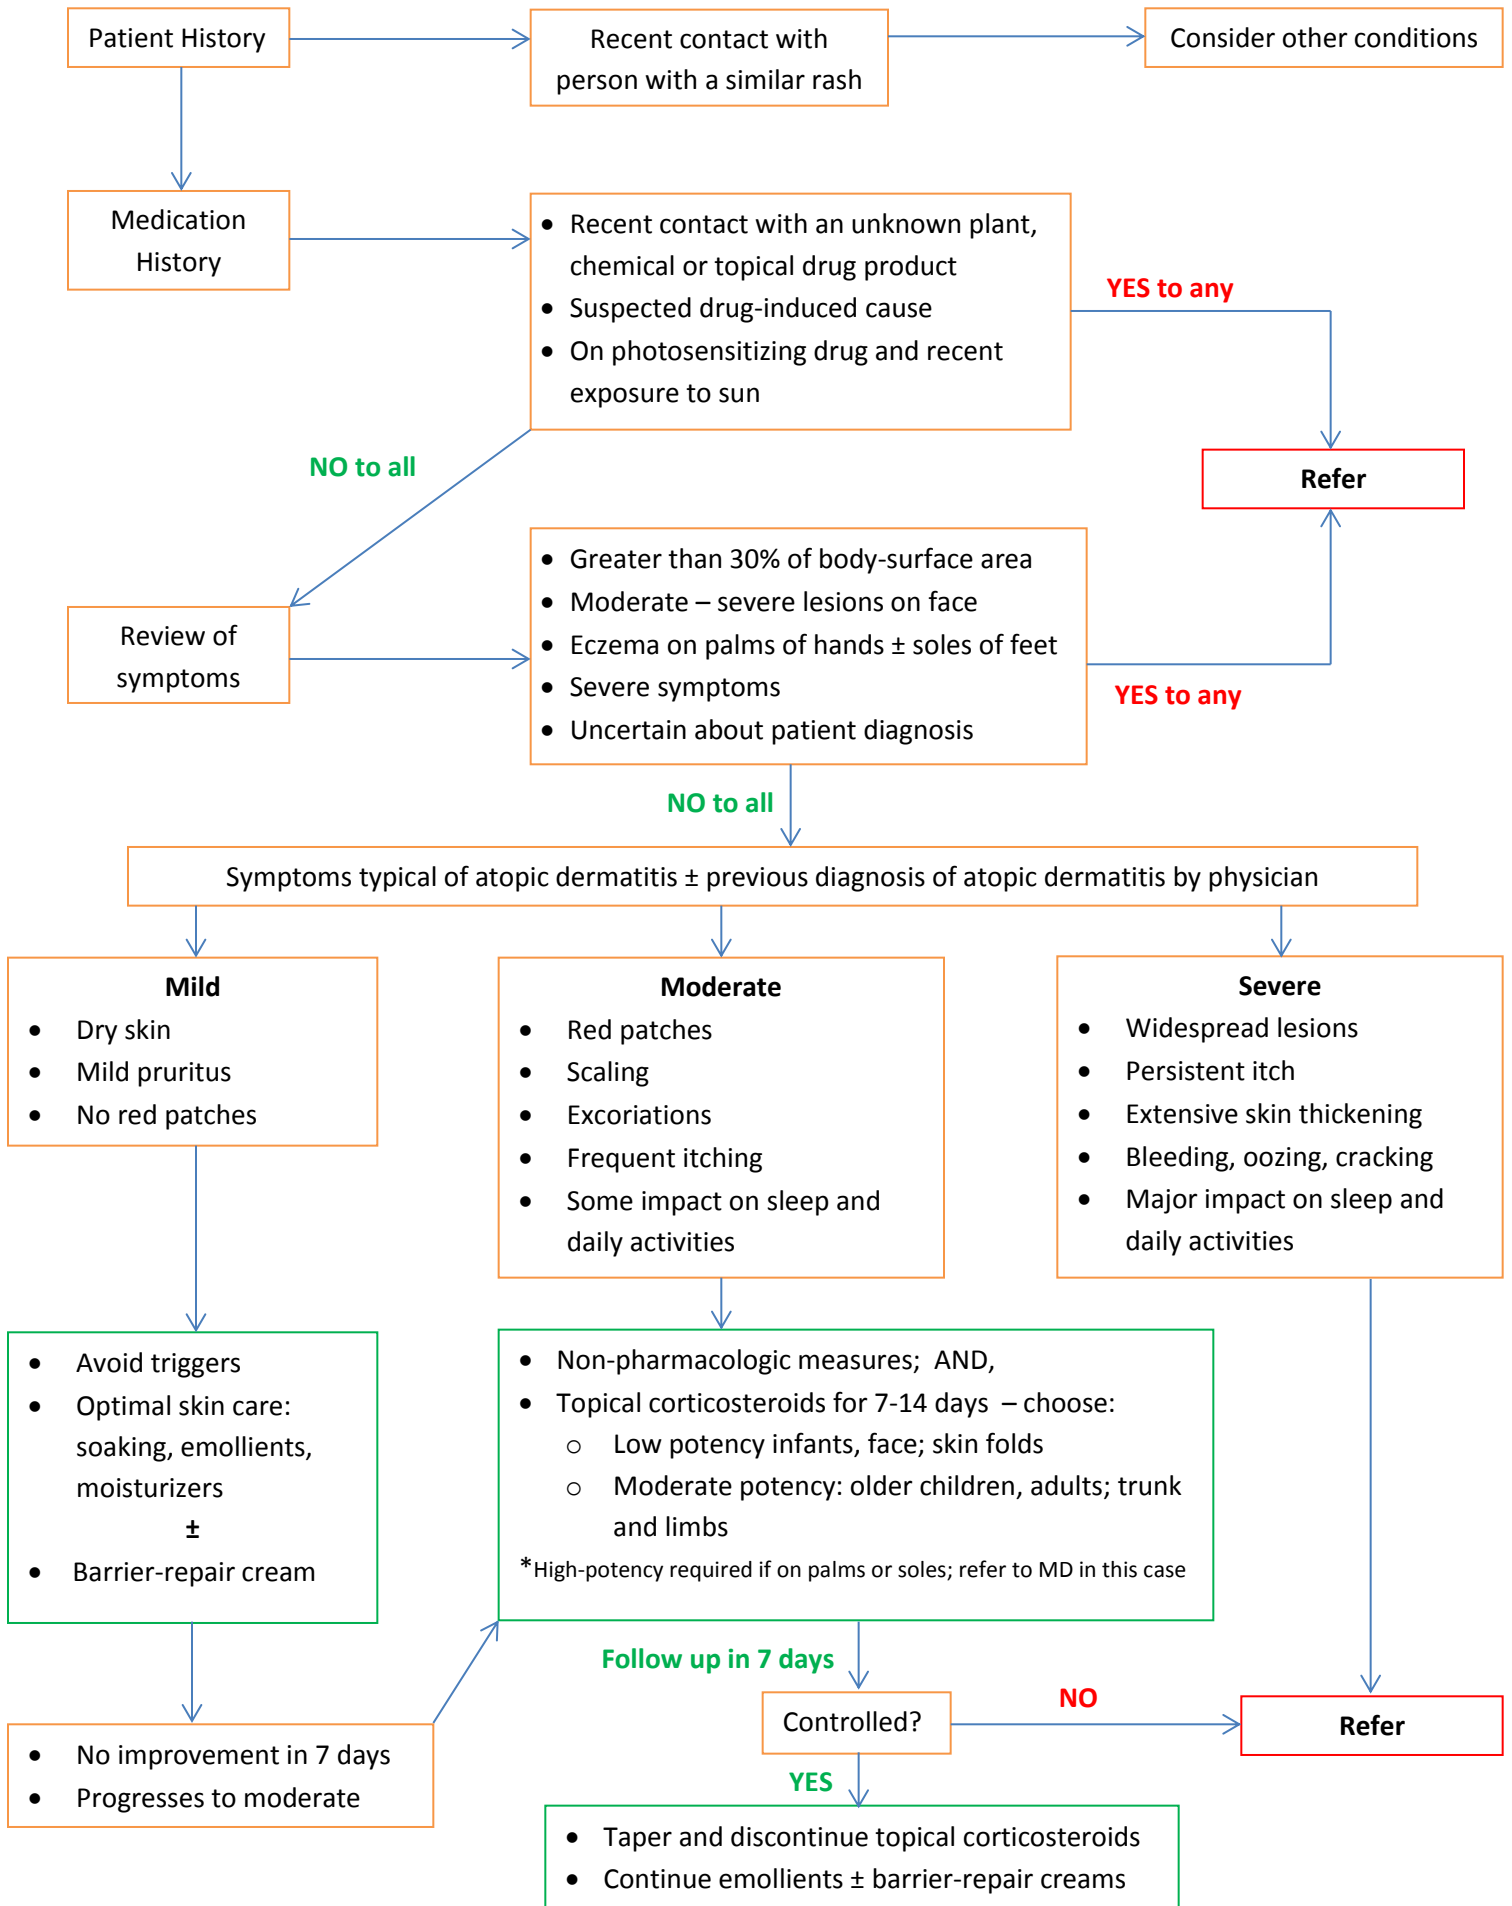 Patient History
Recent contact with
person with a similar rash
Consider other conditions
Medication
History
• Recent contact with an unknown plant,
chemical or topical drug product
• Suspected drug-induced cause
• On photosensitizing drug and recent
exposure to sun
YES to any
NO to all
Refer
Review of
symptoms
• Greater than 30% of body-surface area
• Moderate – severe lesions on face
• Eczema on palms of hands ± soles of feet
• Severe symptoms
• Uncertain about patient diagnosis
YES to any
NO to all
Symptoms typical of atopic dermatitis ± previous diagnosis of atopic dermatitis by physician
Mild
• Dry skin
• Mild pruritus
• No red patches
Moderate
• Red patches
• Scaling
• Excoriations
• Frequent itching
• Some impact on sleep and
daily activities
Severe
• Widespread lesions
• Persistent itch
• Extensive skin thickening
• Bleeding, oozing, cracking
• Major impact on sleep and
daily activities
• Avoid triggers
• Optimal skin care:
soaking, emollients,
moisturizers
±
• Barrier-repair cream
• Non-pharmacologic measures; AND,
• Topical corticosteroids for 7-14 days – choose:
o Low potency infants, face; skin folds
o Moderate potency: older children, adults; trunk
and limbs
*High-potency required if on palms or soles; refer to MD in this case
Follow up in 7 days
• No improvement in 7 days
• Progresses to moderate
Controlled?
NO
Refer
YES
• Taper and discontinue topical corticosteroids
• Continue emollients ± barrier-repair creams